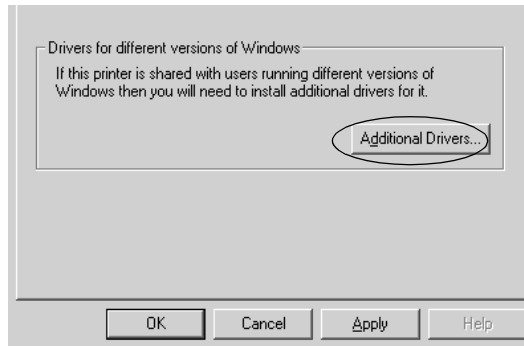 Drivers for different versions of Windows
If this printer is shared with users running different versions of
Windows then you will need to install additional drivers for it.
Additional Drivers...
OK Cancel Apply Help